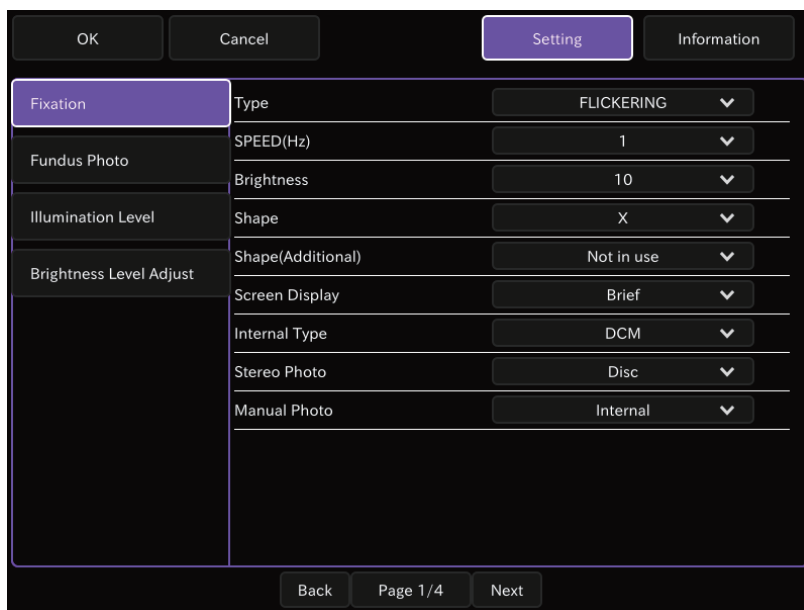 OK Cancel Setting Information
Fixation
Fundus Photo
Illumination Level
Brightness Level Adjust
Type FLICKERING
SPEED(Hz) 1
Brightness 10
Shape X
Shape(Additional) Not in use
Screen Display Brief
Internal Type DCM
Stereo Photo Disc
Manual Photo Internal
Back Page 1/4 Next